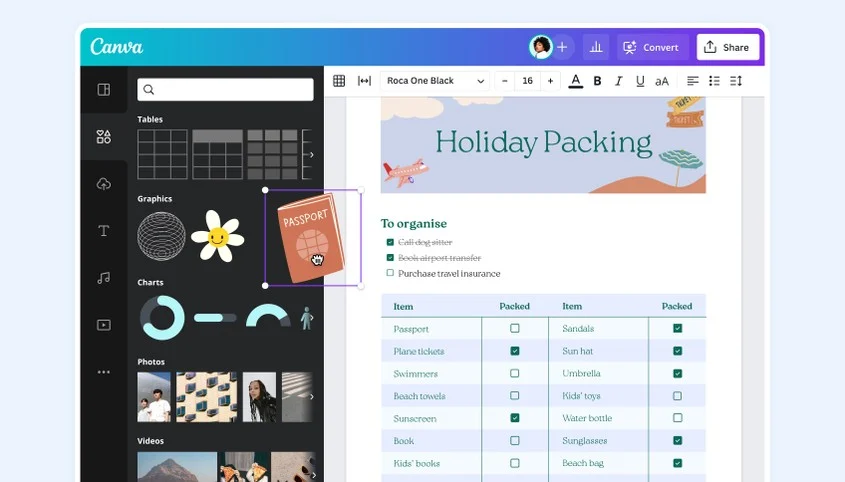 Canva
+
Convert
Share
Roca One Black
−
16
+
A
B
I
U
aA
Tables
Graphics
PASSPORT
Charts
Photos
Videos
T
TICKET
TICKET
Holiday Packing
To organise
Call dog sitter
Book airport transfer
Purchase travel insurance
Item Packed Item Packed
Passport Sandals
Plane tickets Sun hat
Swimmers Umbrella
Beach towels Kids' toys
Sunscreen Water bottle
Book Sunglasses
Kids' books Beach bag